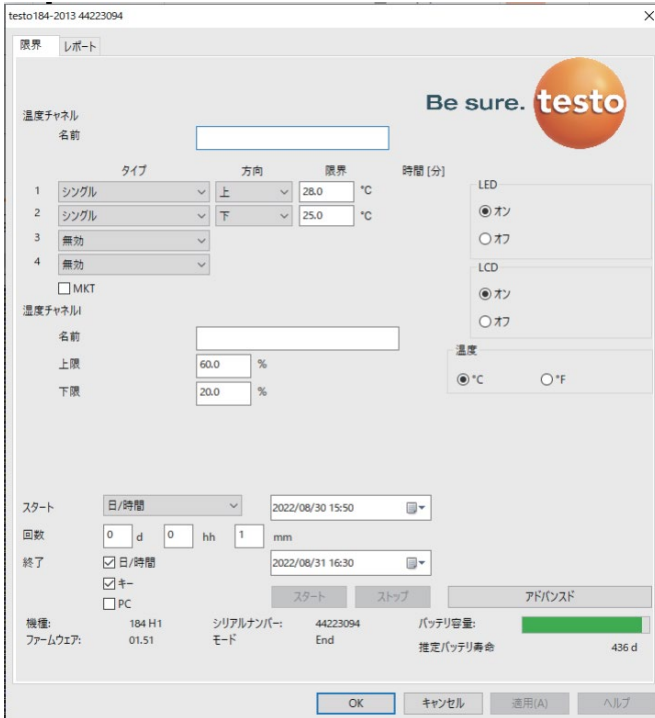 testo184-2013 44223094
限界 レポート
Be sure. testo
温度チャネル
名前
タイプ 方向 限界 時間 [分]
1 シングル 上 28.0 °C
2 シングル 下 25.0 °C
3 無効
4 無効
MKT
LED
オン
オフ
LCD
オン
オフ
温度チャネルI
名前
上限 60.0 %
下限 20.0 %
温度
°C °F
スタート 日/時間 2022/08/30 15:50
回数 0 d 0 hh 1 mm
終了 日/時間 2022/08/31 16:30
キー
PC
スタート ストップ アドバンスド
機種: 184 H1 シリアルナンバー: 44223094 バッテリ容量:
ファームウェア: 01.51 モード End 推定バッテリ寿命 436 d
OK キャンセル 適用(A) ヘルプ